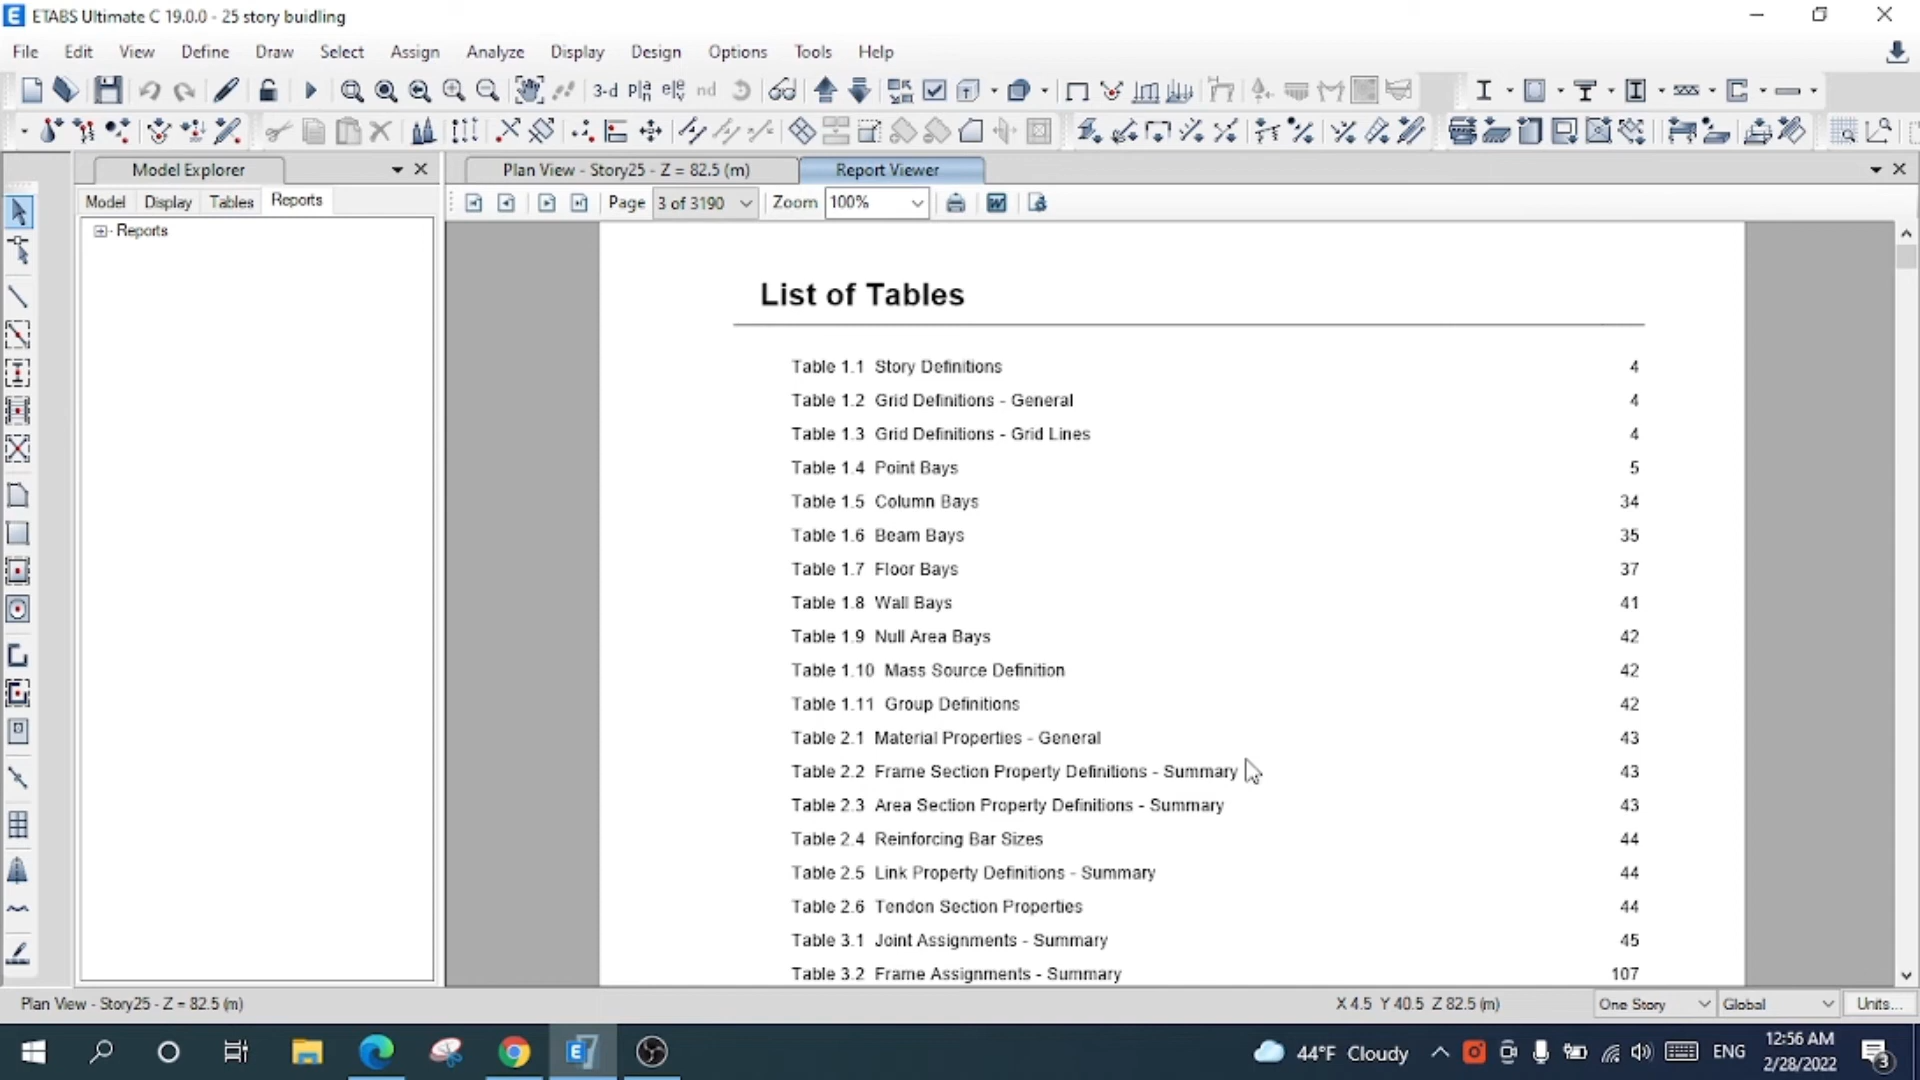 ETABS Ultimate C 19.0.0 - 25 story buidling
File Edit View Define Draw Select Assign Analyze Display Design Options Tools Help
3-d Pla ele nd
Model Explorer
Plan View - Story25 - Z = 82.5 (m) Report Viewer
Model Display Tables Reports
Page 3 of 3190 Zoom 100%
Reports
List of Tables
Table 1.1 Story Definitions 4
Table 1.2 Grid Definitions - General 4
Table 1.3 Grid Definitions - Grid Lines 4
Table 1.4 Point Bays 5
Table 1.5 Column Bays 34
Table 1.6 Beam Bays 35
Table 1.7 Floor Bays 37
Table 1.8 Wall Bays 41
Table 1.9 Null Area Bays 42
Table 1.10 Mass Source Definition 42
Table 1.11 Group Definitions 42
Table 2.1 Material Properties - General 43
Table 2.2 Frame Section Property Definitions - Summary 43
Table 2.3 Area Section Property Definitions - Summary 43
Table 2.4 Reinforcing Bar Sizes 44
Table 2.5 Link Property Definitions - Summary 44
Table 2.6 Tendon Section Properties 44
Table 3.1 Joint Assignments - Summary 45
Table 3.2 Frame Assignments - Summary 107
Plan View - Story25 - Z = 82.5 (m) X 4.5 Y 40.5 Z 82.5 (m) One Story Global Units...
44°F Cloudy ENG 12:56 AM
2/28/2022 3